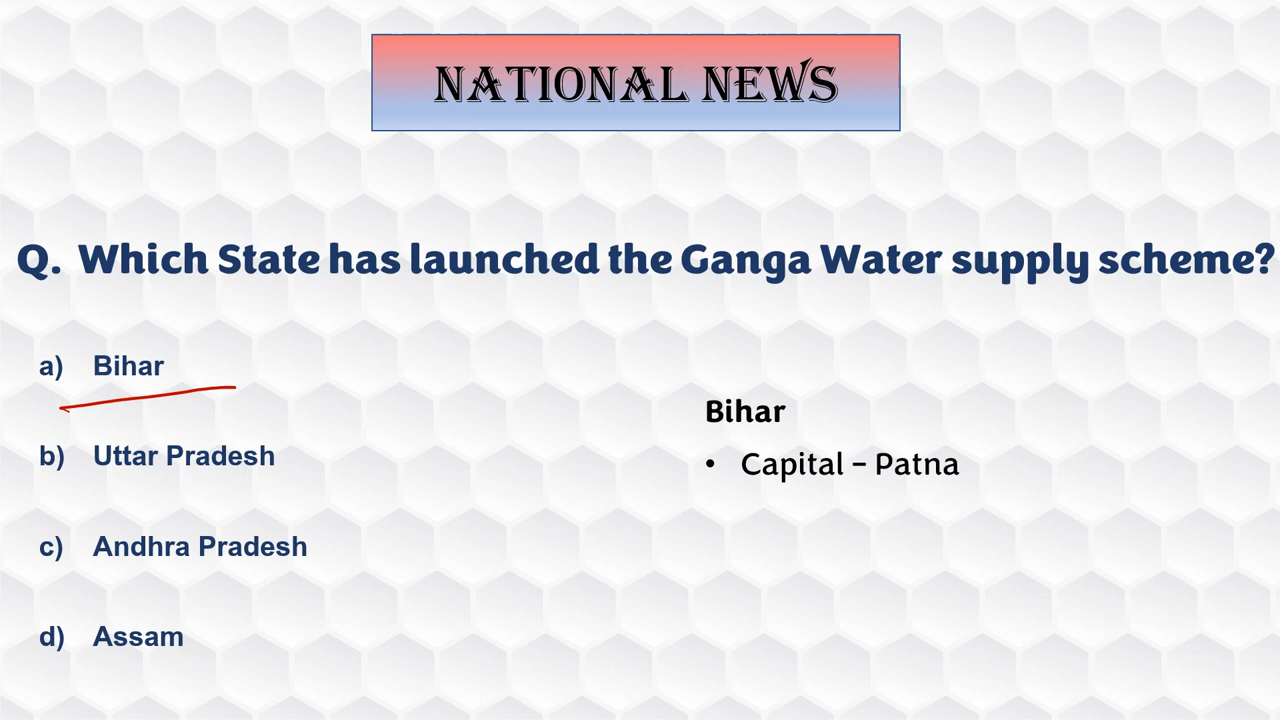 NATIONAL NEWS
Q. Which State has launched the Ganga Water supply scheme?
a) Bihar
b) Uttar Pradesh
c) Andhra Pradesh
d) Assam
Bihar
• Capital – Patna